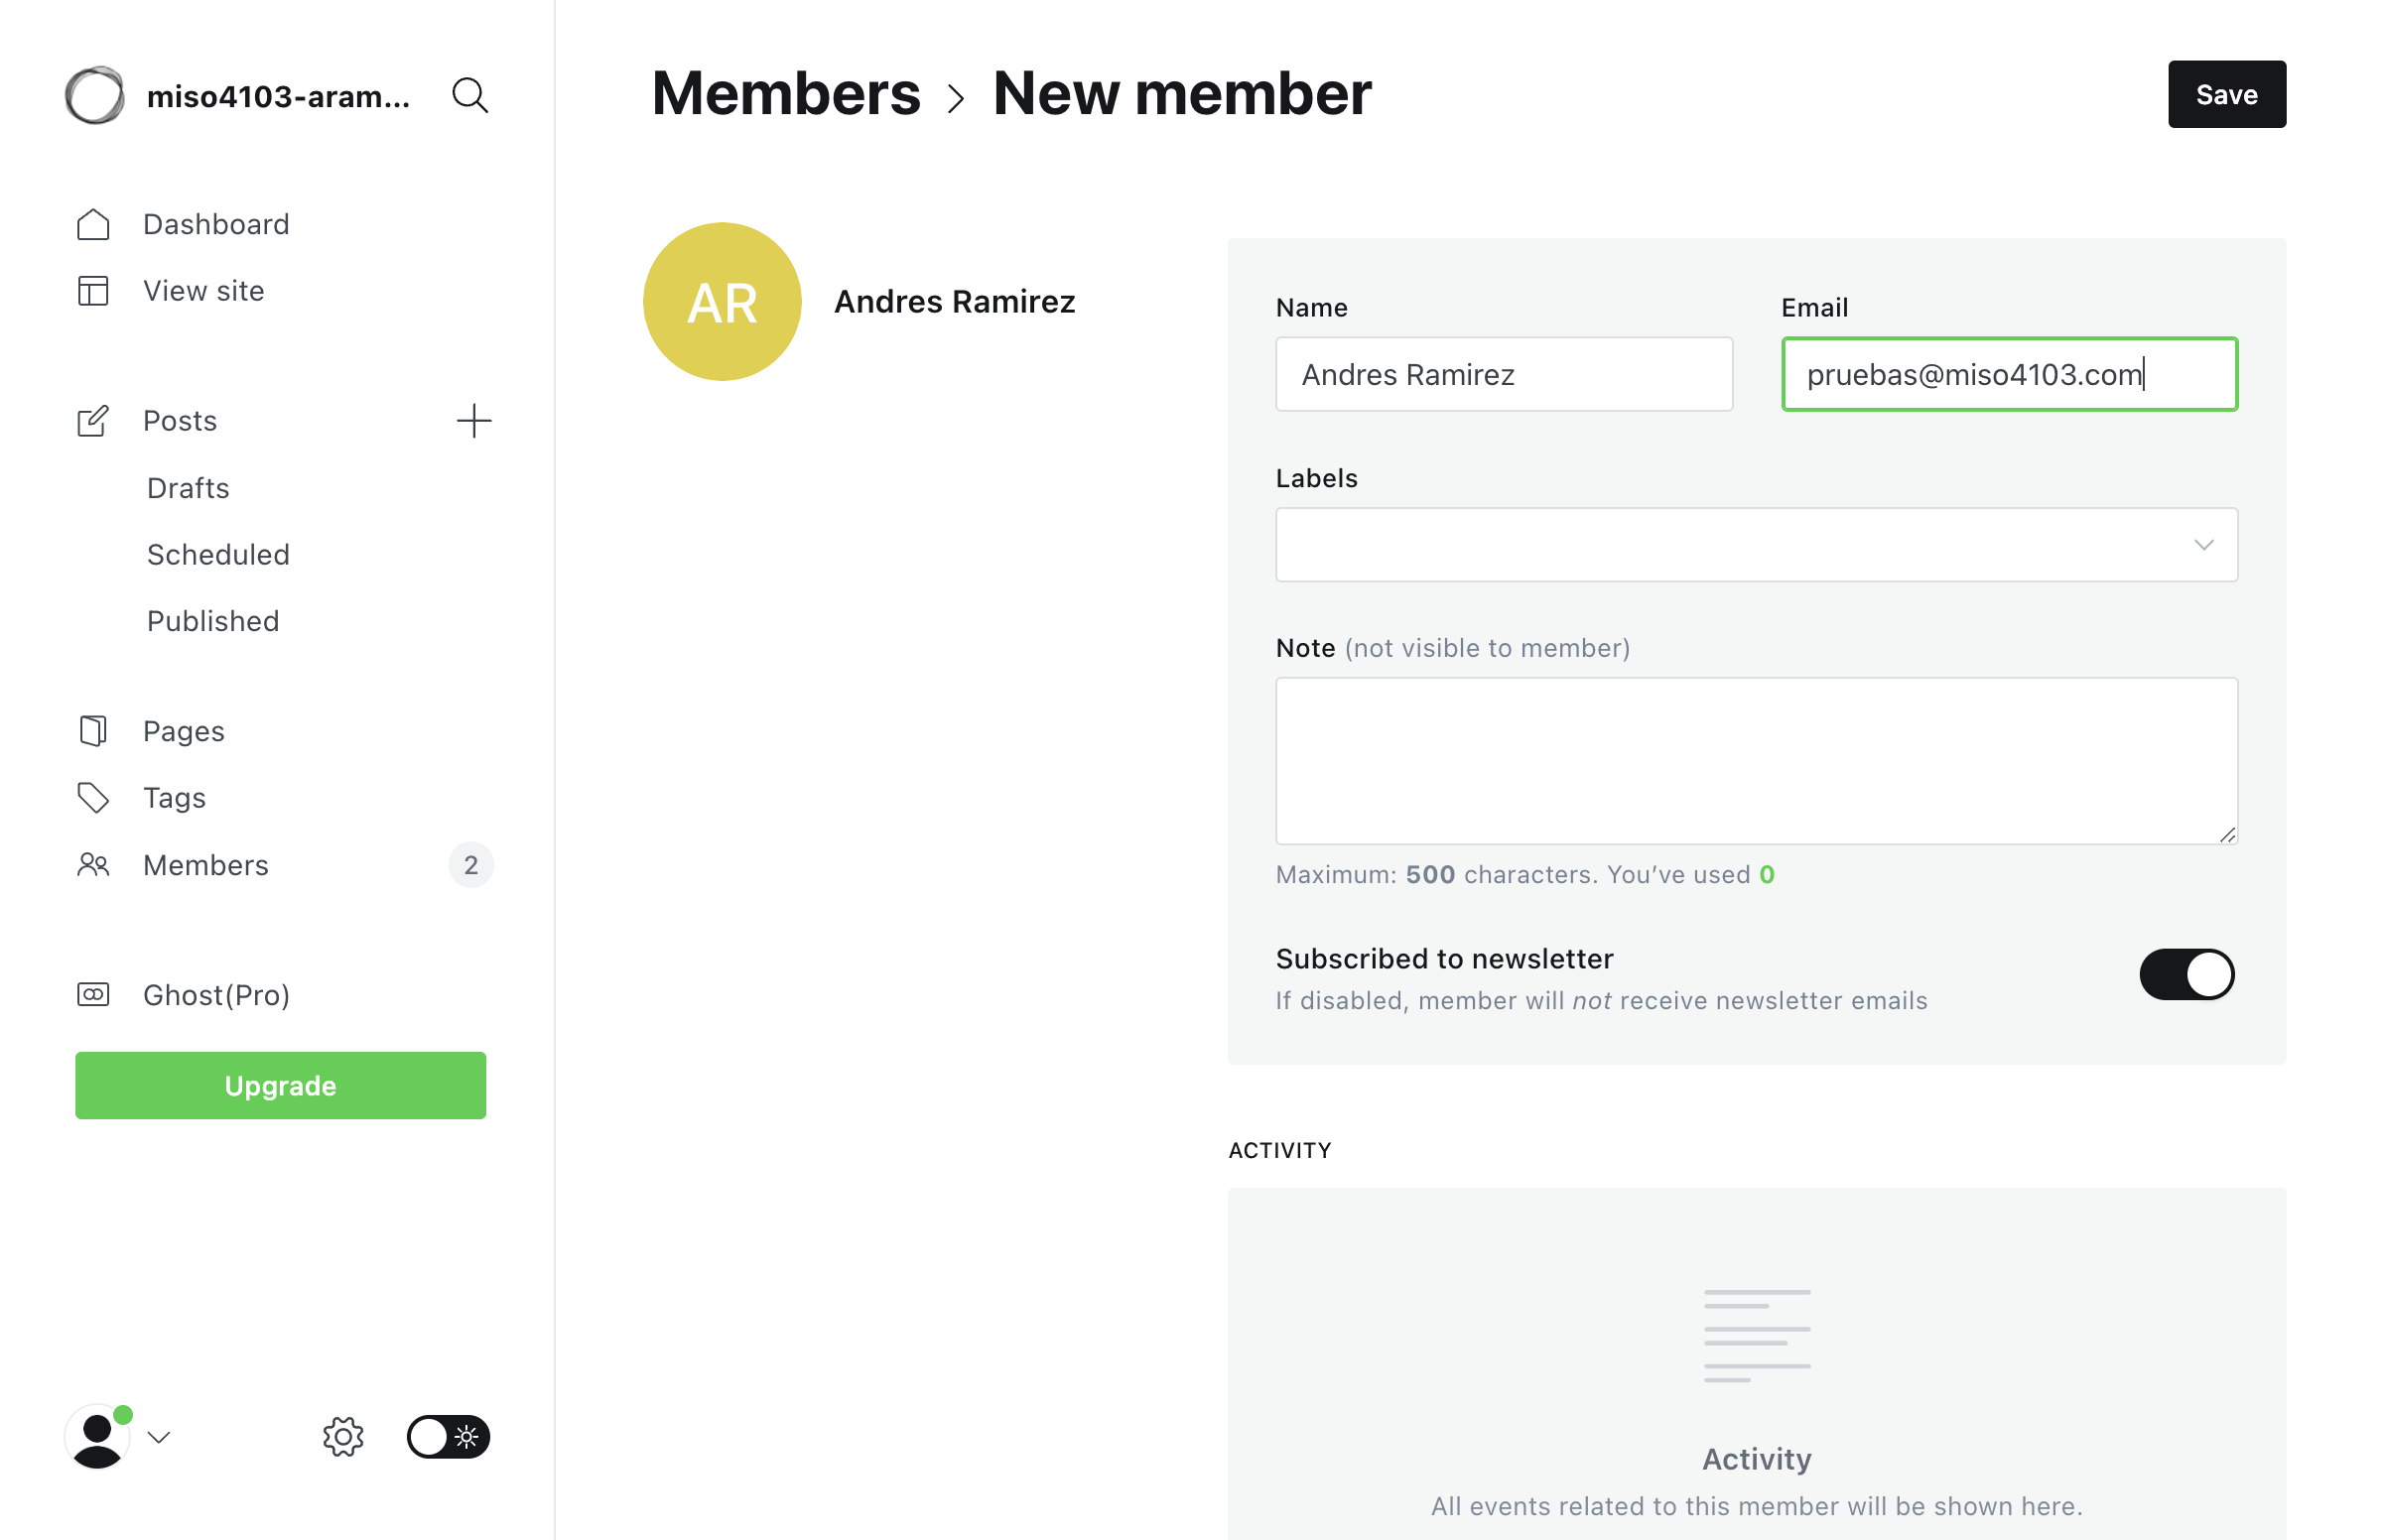 miso4103-aram...
Dashboard
View site
Posts
Drafts
Scheduled
Published
Pages
Tags
Members 2
Ghost(Pro)
Upgrade
Members > New member
Save
AR
Andres Ramirez
Name
Andres Ramirez
Email
pruebas@miso4103.com
Labels
Note (not visible to member)
Maximum: 500 characters. You’ve used 0
Subscribed to newsletter
If disabled, member will not receive newsletter emails
ACTIVITY
Activity
All events related to this member will be shown here.